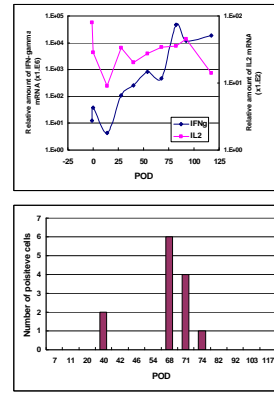 Relative amount of IFN-gamma
mRNA (x1.E6)
1.E+05
1.E+04
1.E+03
1.E+02
1.E+01
1.E+00
1.E+02
1.E+01
1.E+00
Relative amount of IL2 mRNA
(x1.E2)
IFNg
IL2
-25 0 25 50 75 100 125
POD
Number of poisiteve cells
7
6
5
4
3
2
1
0
7 11 20 40 46 54 68 71 74 82 92 103 117
POD